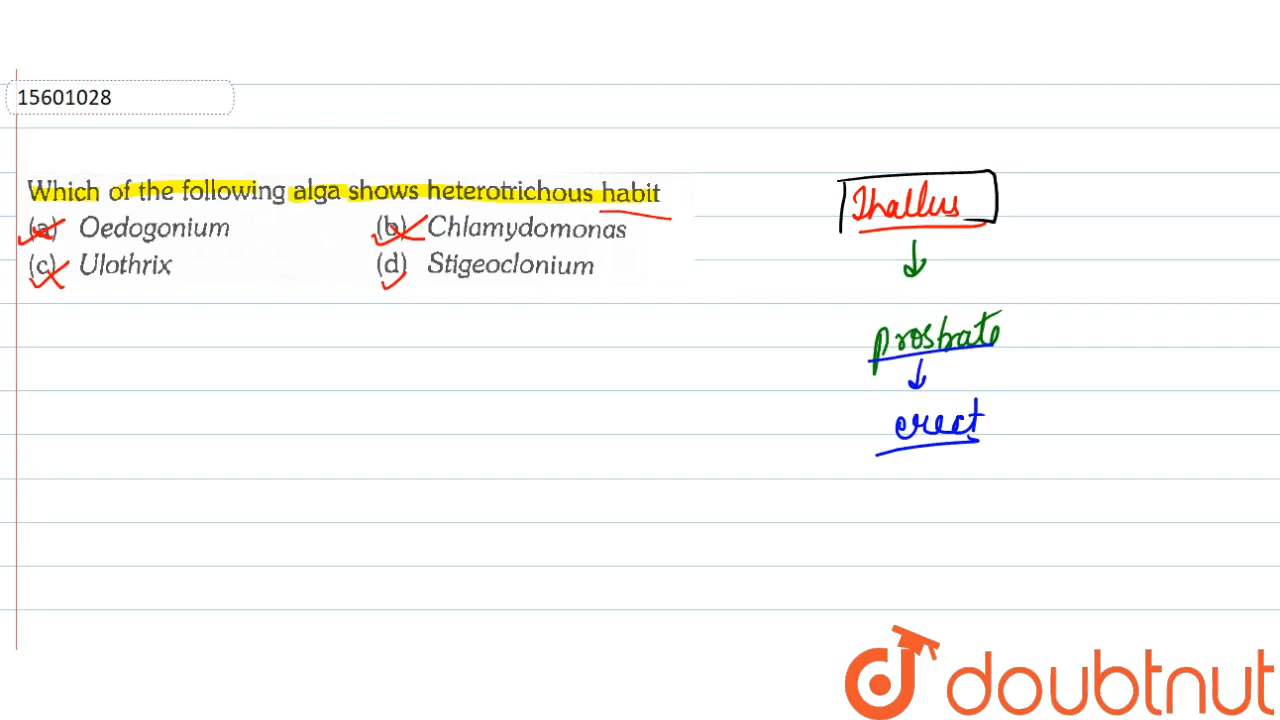 15601028
Which of the following alga shows heterotrichous habit
(a) Oedogonium (b) Chlamydomonas
(c) Ulothrix (d) Stigeoclonium
Thallus
prostrate
erect
doubtnut